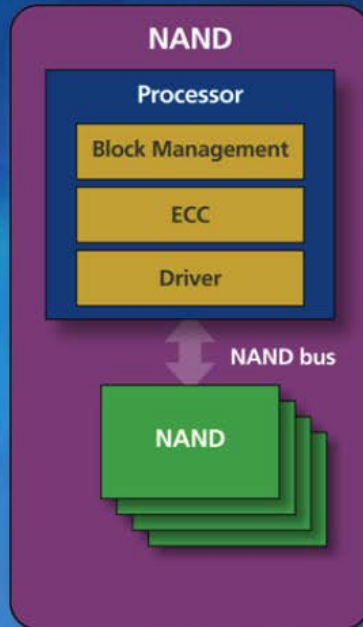 NAND
Processor
Block Management
ECC
Driver
NAND bus
NAND